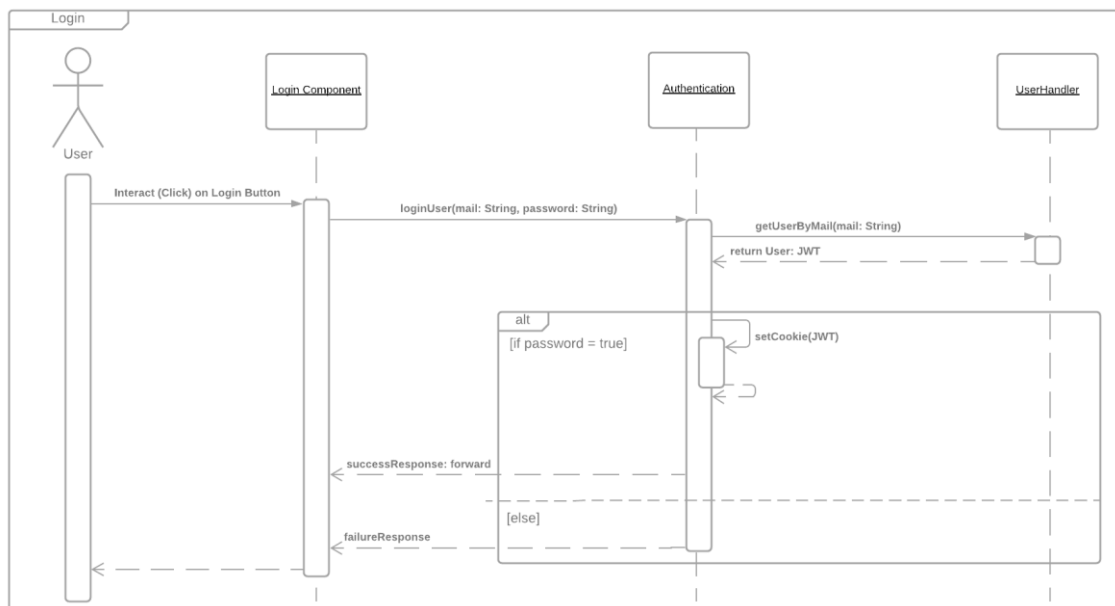 Login
Login Component
Authentication
UserHandler
User
Interact (Click) on Login Button
loginUser(mail: String, password: String)
getUserByMail(mail: String)
return User: JWT
alt
[if password = true]
setCookie(JWT)
successResponse: forward
[else]
failureResponse